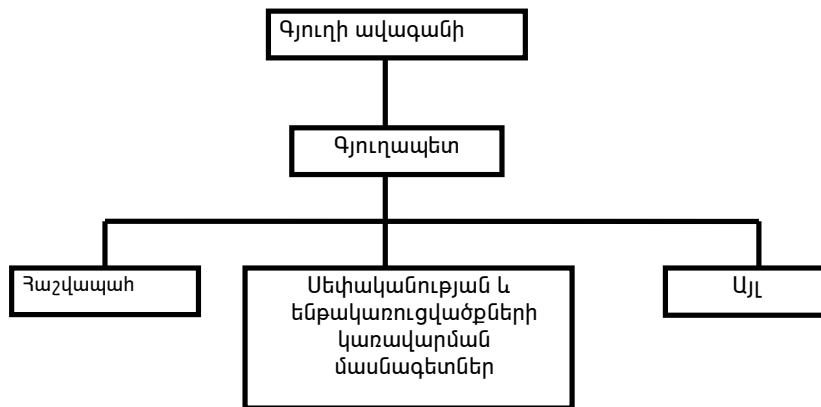 Գյուղի ավագանի
Գյուղապետ
Հաշվապահ
Սեփականության և
ենթակառուցվածքների
կառավարման
մասնագետներ
Այլ